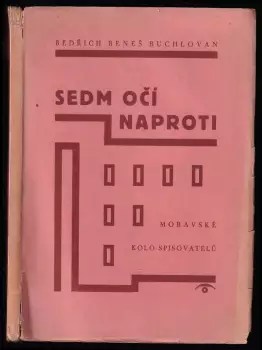 BEDŘICH BENEŠ BUCHLOVAN
SEDM OČÍ
NAPROTI
MORAVSKÉ
KOLO SPISOVATELŮ